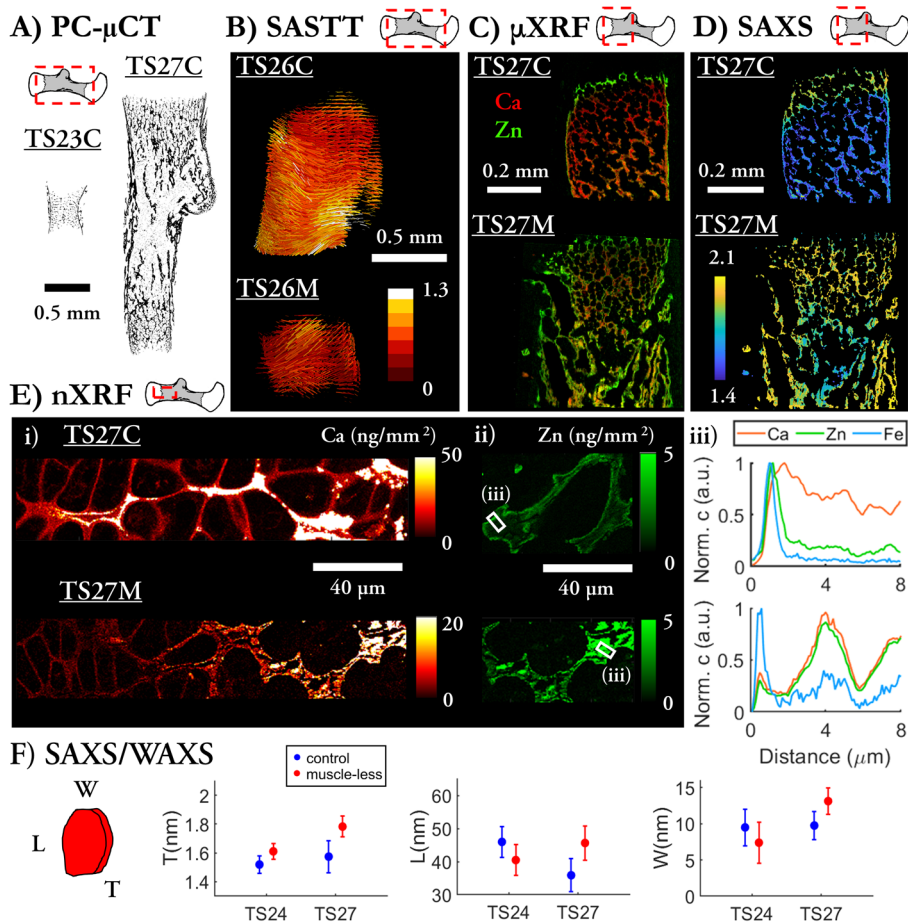 A) PC-μCT
TS23C
TS27C
0.5 mm
B) SASTT
TS26C
0.5 mm
TS26M
1.3
0
C) μXRF
TS27C
Ca
Zn
0.2 mm
TS27M
D) SAXS
TS27C
0.2 mm
TS27M
2.1
1.4
E) nXRF
i)
TS27C
Ca (ng/mm²)
50
0
40 μm
TS27M
20
0
ii)
Zn (ng/mm²)
5
(iii)
0
40 μm
5
(iii)
0
iii)
Ca Zn Fe
Norm. c (a.u.)
1
0.5
0
0 4 8
Norm. c (a.u.)
1
0.5
0
0 4 8
Distance (μm)
F) SAXS/WAXS
W
L
T
control
muscle-less
T(nm)
2
1.8
1.6
1.4
TS24 TS27
L(nm)
60
50
40
30
TS24 TS27
W(nm)
15
10
5
0
TS24 TS27